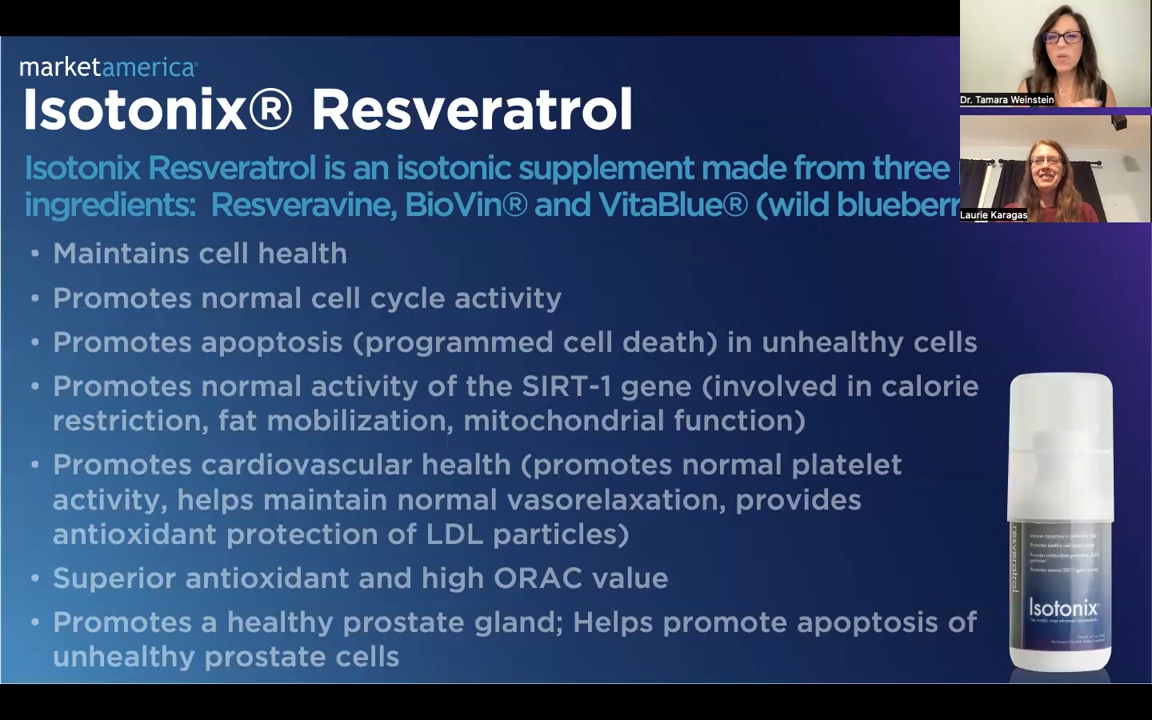 marketamerica®
Isotonix® Resveratrol
Isotonix Resveratrol is an isotonic supplement made from three
ingredients: Resveravine, BioVin® and VitaBlue® (wild blueberr
• Maintains cell health
• Promotes normal cell cycle activity
• Promotes apoptosis (programmed cell death) in unhealthy cells
• Promotes normal activity of the SIRT-1 gene (involved in calorie
restriction, fat mobilization, mitochondrial function)
• Promotes cardiovascular health (promotes normal platelet
activity, helps maintain normal vasorelaxation, provides
antioxidant protection of LDL particles)
• Superior antioxidant and high ORAC value
• Promotes a healthy prostate gland; Helps promote apoptosis of
unhealthy prostate cells
Dr. Tamara Weinstein
Laurie Karagas
resveratrol
Isotonix®